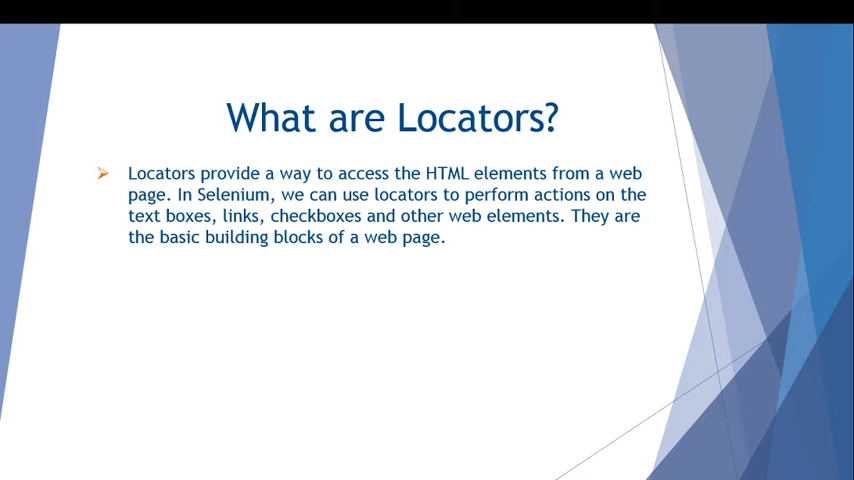 What are Locators?
Locators provide a way to access the HTML elements from a web
page. In Selenium, we can use locators to perform actions on the
text boxes, links, checkboxes and other web elements. They are
the basic building blocks of a web page.